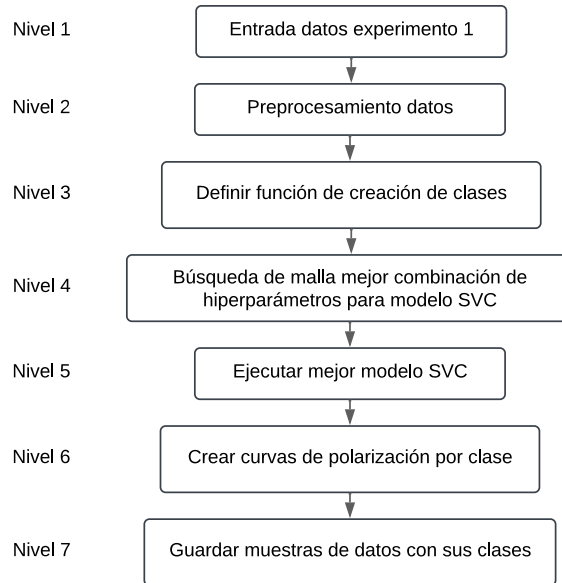 Nivel 1
Entrada datos experimento 1
Nivel 2
Preprocesamiento datos
Nivel 3
Definir función de creación de clases
Nivel 4
Búsqueda de malla mejor combinación de
hiperparámetros para modelo SVC
Nivel 5
Ejecutar mejor modelo SVC
Nivel 6
Crear curvas de polarización por clase
Nivel 7
Guardar muestras de datos con sus clases